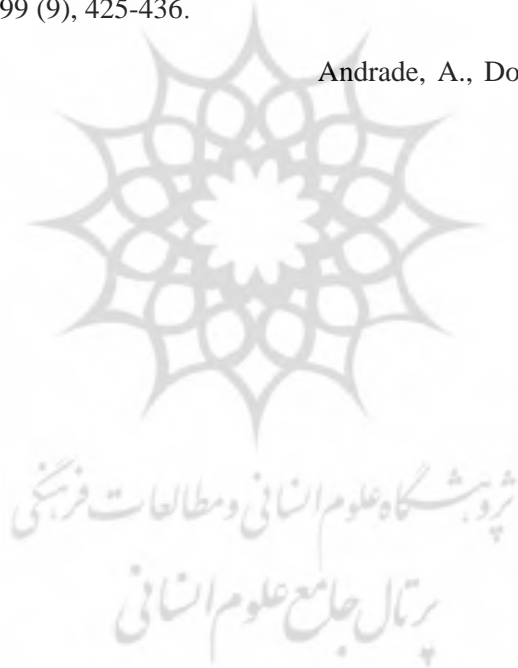 99 (9), 425-436.
Andrade, A., Do
پژوهشگاه علوم انسانی و مطالعات فرهنگی
پرتال جامع علوم انسانی